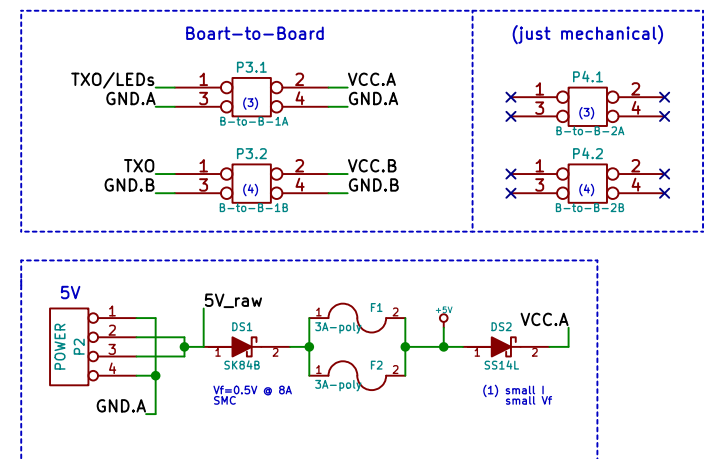 Boart-to-Board
(just mechanical)
P3.1
TXO/LEDs 1 2 VCC.A
GND.A 3 (3) 4 GND.A
B-to-B-1A
P4.1
1 2
3 (3) 4
B-to-B-2A
P3.2
TXO 1 2 VCC.B
GND.B 3 (4) 4 GND.B
B-to-B-1B
P4.2
1 2
3 (4) 4
B-to-B-2B
5V
POWER
P2
1
2
3
4
GND.A
5V_raw
DS1
1 2
SK84B
Vf=0.5V @ 8A
SMC
F1
1 2
3A-poly
F2
1 2
3A-poly
+5V
DS2
1 2
SS14L
VCC.A
(1) small I
small Vf